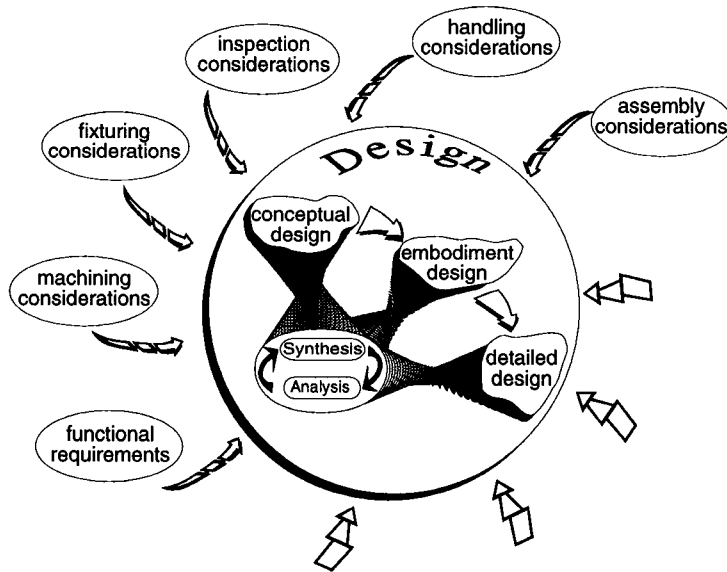 handling
considerations
inspection
considerations
assembly
considerations
fixturing
considerations
Design
conceptual
design
embodiment
design
machining
considerations
Synthesis
Analysis
detailed
design
functional
requirements